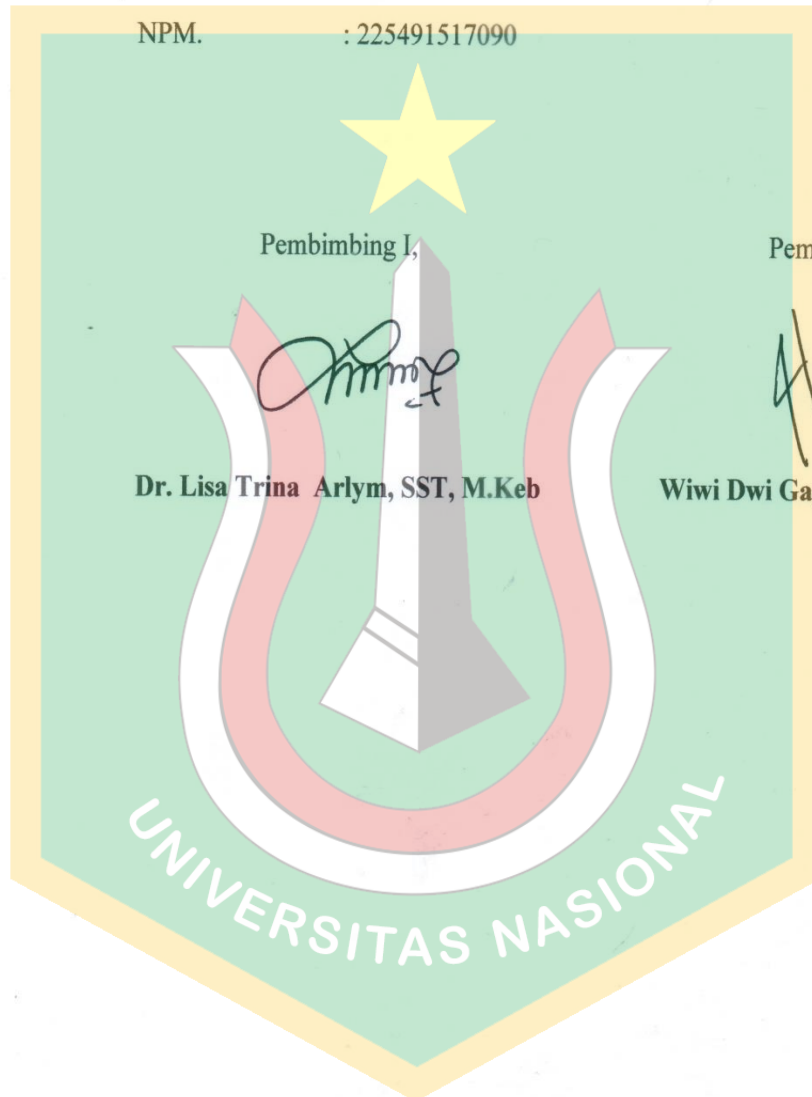 NPM. : 225491517090
Pembimbing I, Pem
Dr. Lisa Trina Arlym, SST, M.Keb Wiwi Dwi Ga
UNIVERSITAS NASIONAL